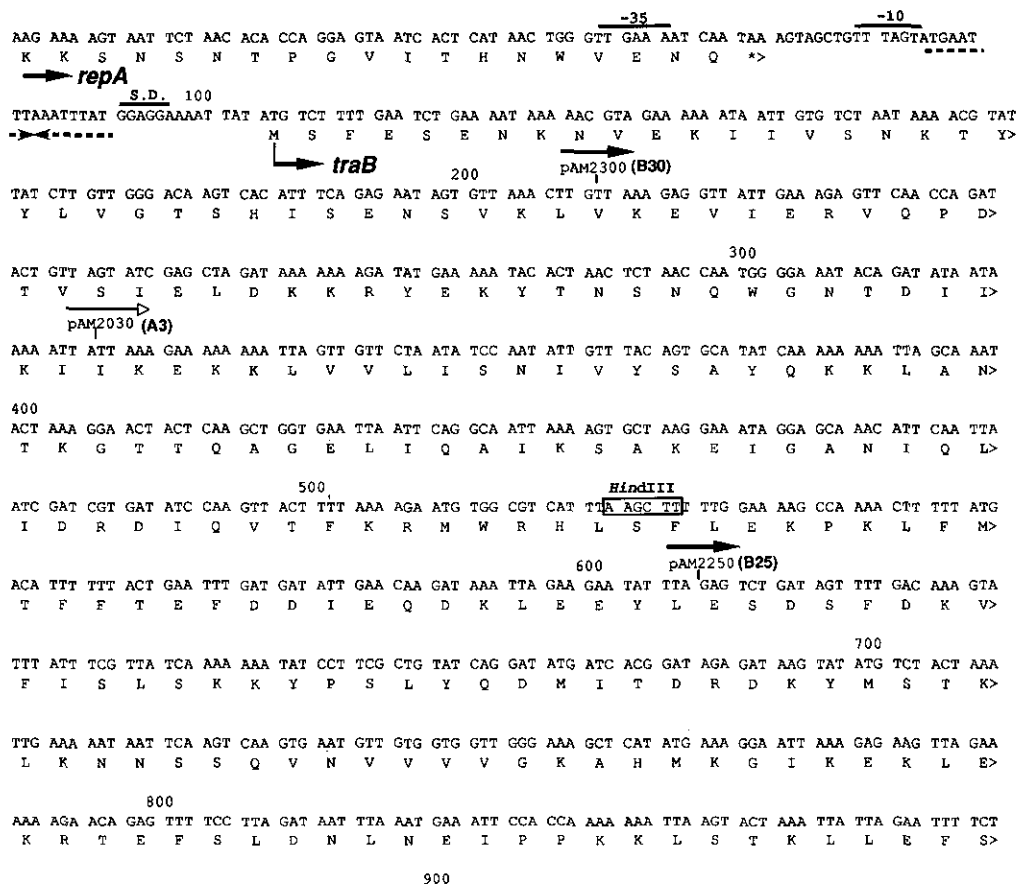 -35 -10
AAG AAA AGT AAT TCT AAC ACA CCA GGA GTA ATC ACT CAT AAC TGG GTT GAA AAT CAA TAA AGTAGCTGTT TAGTATGAAT
K K S N S N T P G V I T H N W V E N Q *>
repA
S.D. 100
TTAAATTTAT GGAGGAAAAT TAT ATG TCT TTT GAA TCT GAA AAT AAA AAC GTA GAA AAA ATA ATT GTG TCT AAT AAA ACG TAT
M S F E S E N K N V E K I I V S N K T Y>
traB
200 pAM2300 (B30)
TAT CTT GTT GGG ACA AGT CAC ATT TCA GAG AAT AGT GTT AAA CTT GTT AAA GAG GTT ATT GAA AGA GTT CAA CCA GAT
Y L V G T S H I S E N S V K L V K E V I E R V Q P D>
300
ACT GTT AGT ATC GAG CTA GAT AAA AAA AGA TAT GAA AAA TAC ACT AAC TCT AAC CAA TGG GGA AAT ACA GAT ATA ATA
T V S I E L D K K R Y E K Y T N S N Q W G N T D I I>
pAM2030 (A3)
AAA ATT ATT AAA GAA AAA AAA TTA GTT GTT CTA ATA TCC AAT ATT GTT TAC AGT GCA TAT CAA AAA AAA TTA GCA AAT
K I I K E K K L V V L I S N I V Y S A Y Q K K L A N>
400
ACT AAA GGA ACT ACT CAA GCT GGT GAA TTA ATT CAG GCA ATT AAA AGT GCT AAG GAA ATA GGA GCA AAC ATT CAA TTA
T K G T T Q A G E L I Q A I K S A K E I G A N I Q L>
500 HindIII
ATC GAT CGT GAT ATC CAA GTT ACT TTT AAA AGA ATG TGG CGT CAT TTA AGC TTT TTG GAA AAG CCA AAA CTT TTT ATG
I D R D I Q V T F K R M W R H L S F L E K P K L F M>
600 pAM2250 (B25)
ACA TTT TTT ACT GAA TTT GAT GAT ATT GAA CAA GAT AAA TTA GAA GAA TAT TTA GAG TCT GAT AGT TTT GAC AAA GTA
T F F T E F D D I E Q D K L E E Y L E S D S F D K V>
700
TTT ATT TCG TTA TCA AAA AAA TAT CCT TCG CTG TAT CAG GAT ATG ATC ACG GAT AGA GAT AAG TAT ATG TCT ACT AAA
F I S L S K K Y P S L Y Q D M I T D R D K Y M S T K>
TTG AAA AAT AAT TCA AGT CAA GTG AAT GTT GTG GTG GTT GGG AAA GCT CAT ATG AAA GGA ATT AAA GAG AAG TTA GAA
L K N N S S Q V N V V V V G K A H M K G I K E K L E>
800
AAA AGA ACA GAG TTT TCC TTA GAT AAT TTA AAT GAA ATT CCA CCA AAA AAA TTA AGT ACT AAA TTA TTA GAA TTT TCT
K R T E F S L D N L N E I P P K K L S T K L L E F S>
900